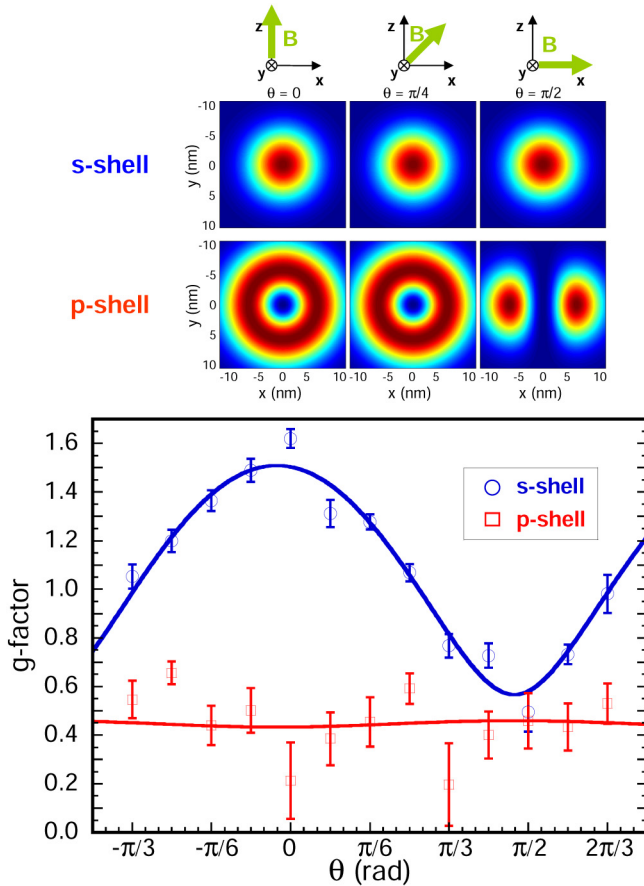 z B z B z
y x y x y B x
θ = 0 θ = π/4 θ = π/2
s-shell
y (nm)
-10
-5
0
5
10
p-shell
y (nm)
-10
-5
0
5
10
-10 -5 0 5 10 -10 -5 0 5 10 -10 -5 0 5 10
x (nm) x (nm) x (nm)
g-factor
1.6
1.4
1.2
1.0
0.8
0.6
0.4
0.2
0.0
s-shell
p-shell
-π/3 -π/6 0 π/6 π/3 π/2 2π/3
θ (rad)